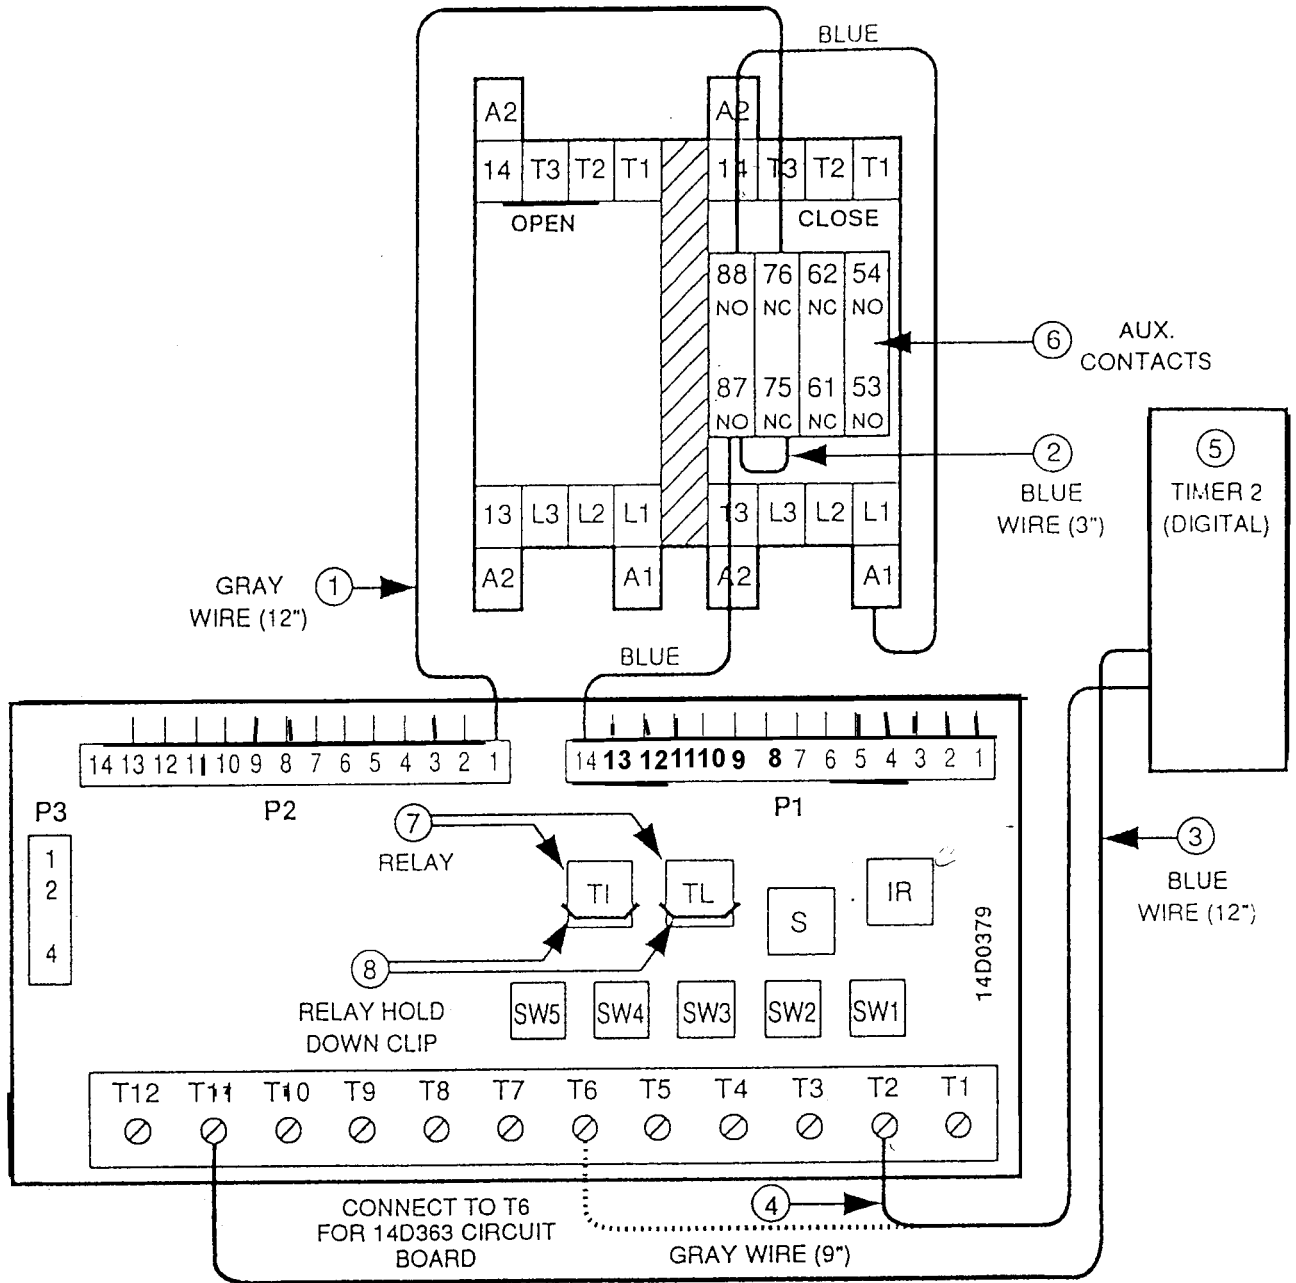 BLUE
A2 A2
14 T3 T2 T1 14 T3 T2 T1
OPEN CLOSE
88 76 62 54
NO NC NC NO
6 AUX.
CONTACTS
87 75 61 53
NO NC NC NO
2
BLUE
WIRE (3")
5
TIMER 2
(DIGITAL)
13 L3 L2 L1 13 L3 L2 L1
A2 A1 A2 A1
GRAY 1
WIRE (12")
BLUE
14 13 12 11 10 9 8 7 6 5 4 3 2 1
14 13 12 11 10 9 8 7 6 5 4 3 2 1
P3 P2 P1
1
2
4
7
RELAY
TI TL S IR
3
BLUE
WIRE (12")
14D0379
8
RELAY HOLD
DOWN CLIP
SW5 SW4 SW3 SW2 SW1
T12 T11 T10 T9 T8 T7 T6 T5 T4 T3 T2 T1
CONNECT TO T6
FOR 14D363 CIRCUIT
BOARD
4
GRAY WIRE (9")